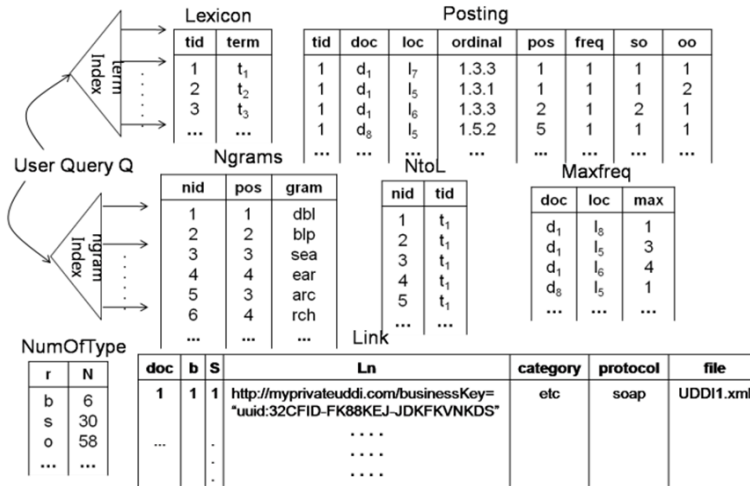 Lexicon
tid term
1 t1
2 t2
3 t3
... ...
Posting
tid doc loc ordinal pos freq so oo
1 d1 l7 1.3.3 1 1 1 1
1 d1 l5 1.3.1 1 1 1 2
1 d1 l6 1.3.3 2 1 2 1
1 d8 l5 1.5.2 5 1 1 1
... ... ... ... ... ... ... ...
term Index
User Query Q
ngram Index
Ngrams
nid pos gram
1 1 dbl
2 2 blp
3 3 sea
4 4 ear
5 3 arc
6 4 rch
... ... ...
NtoL
nid tid
1 t1
2 t1
3 t1
4 t1
5 t1
... ...
Maxfreq
doc loc max
d1 l8 1
d1 l5 3
d1 l6 4
d8 l5 1
... ... ...
NumOfType
r N
b 6
s 30
o 58
... ...
Link
doc b S Ln category protocol file
1 1 1 http://myprivateuddi.com/businessKey= etc soap UDDI1.xml
"uuid:32CFID-FK88KEJ-JDKFKVNKDS"
... . . . . .
. . . . .
.